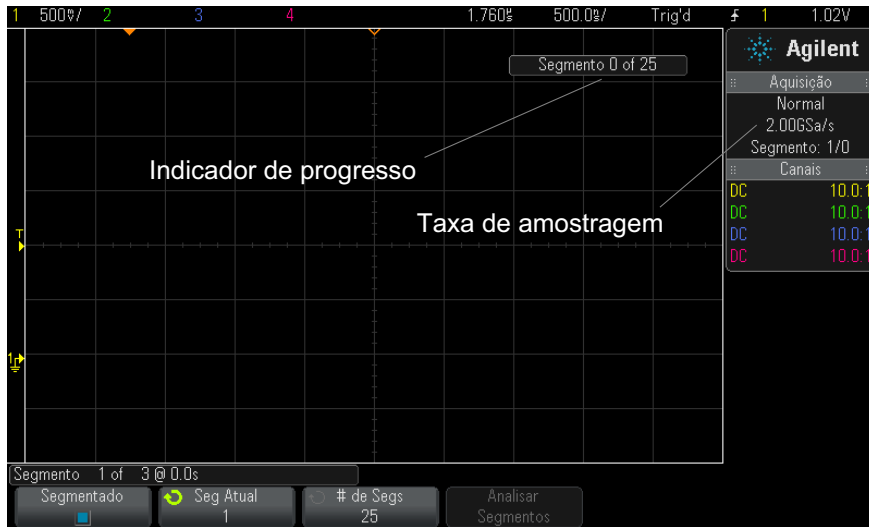 1 500mV/ 2 3 4 1.760us 500.0ns/ Trig'd 1 1.02V
Segmento 0 of 25
Agilent
Aquisição
Normal
2.00GSa/s
Segmento: 1/0
Canais
DC 10.0:1
DC 10.0:1
DC 10.0:1
DC 10.0:1
Indicador de progresso
Taxa de amostragem
T
1
Segmento 1 of 3 @ 0.0s
Segmentado
Seg Atual
1
# de Segs
25
Analisar
Segmentos